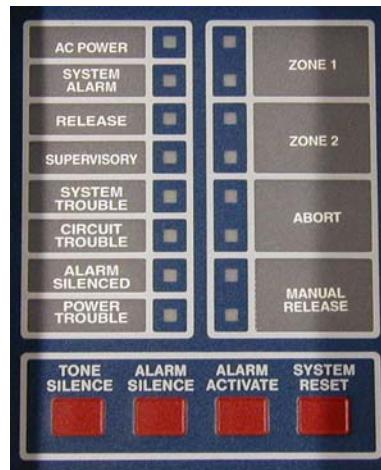 AC POWER
SYSTEM
ALARM
RELEASE
SUPERVISORY
SYSTEM
TROUBLE
CIRCUIT
TROUBLE
ALARM
SILENCED
POWER
TROUBLE
ZONE 1
ZONE 2
ABORT
MANUAL
RELEASE
TONE
SILENCE
ALARM
SILENCE
ALARM
ACTIVATE
SYSTEM
RESET